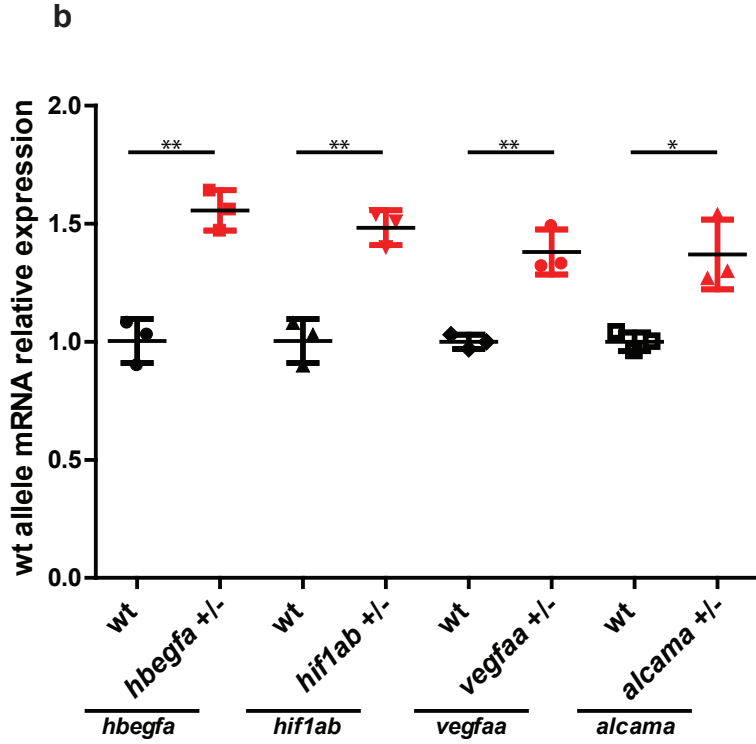 b
wt allele mRNA relative expression
2.0
1.5
1.0
0.5
0.0
** ** ** *
wt hbegfa +/- wt hif1ab +/- wt vegfaa +/- wt alcama +/-
hbegfa hif1ab vegfaa alcama